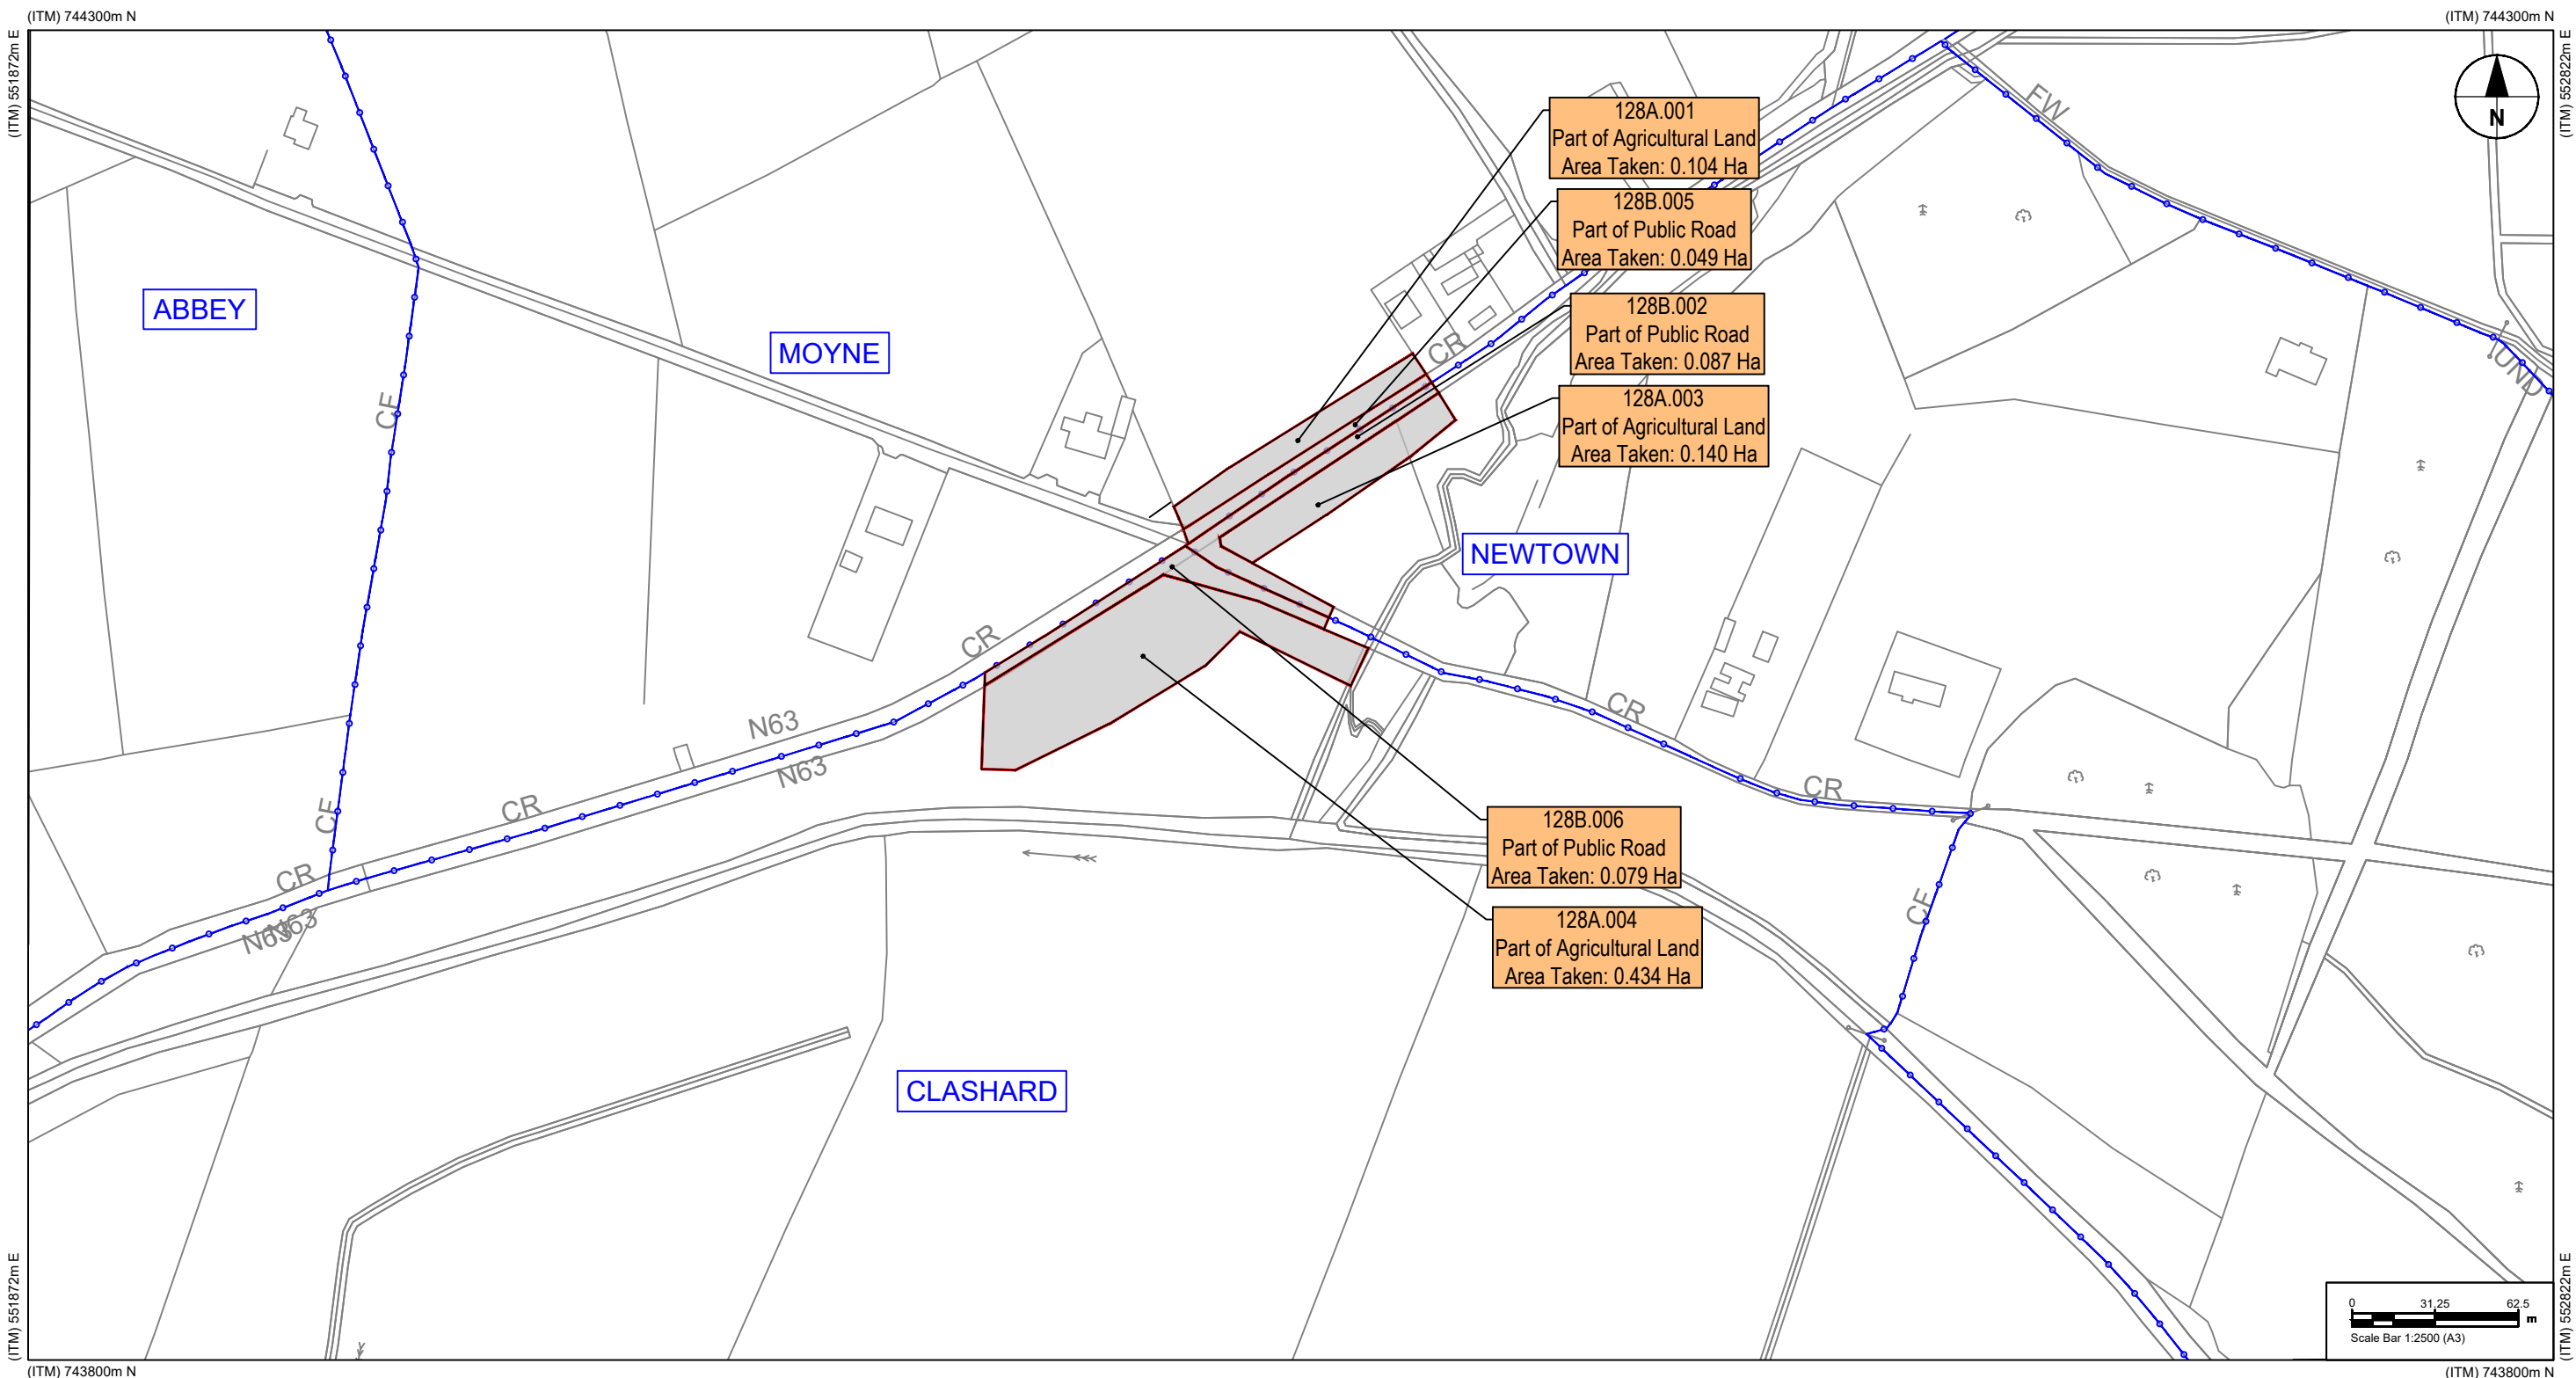 (ITM) 744300m N
(ITM) 744300m N
(ITM) 551872m E
(ITM) 552822m E
N
FW
128A.001
Part of Agricultural Land
Area Taken: 0.104 Ha
128B.005
Part of Public Road
Area Taken: 0.049 Ha
ABBEY
MOYNE
128B.002
Part of Public Road
Area Taken: 0.087 Ha
CR
UND
CF
128A.003
Part of Agricultural Land
Area Taken: 0.140 Ha
NEWTOWN
CR
CR
N63
N63
CR
CR
CF
128B.006
Part of Public Road
Area Taken: 0.079 Ha
CR
CF
N63
N63
128A.004
Part of Agricultural Land
Area Taken: 0.434 Ha
CLASHARD
(ITM) 551872m E
(ITM) 552822m E
0 31.25 62.5
m
Scale Bar 1:2500 (A3)
(ITM) 743800m N
(ITM) 743800m N